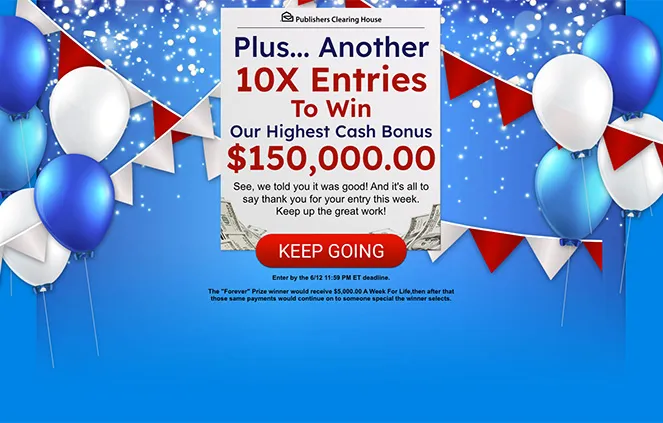 Publishers Clearing House
Plus... Another
10X Entries
To Win
Our Highest Cash Bonus
$150,000.00
See, we told you it was good! And it's all to
say thank you for your entry this week.
Keep up the great work!
KEEP GOING
Enter by the 6/12 11:59 PM ET deadline.
The "Forever" Prize winner would receive $5,000.00 A Week For Life,then after that
those same payments would continue on to someone special the winner selects.